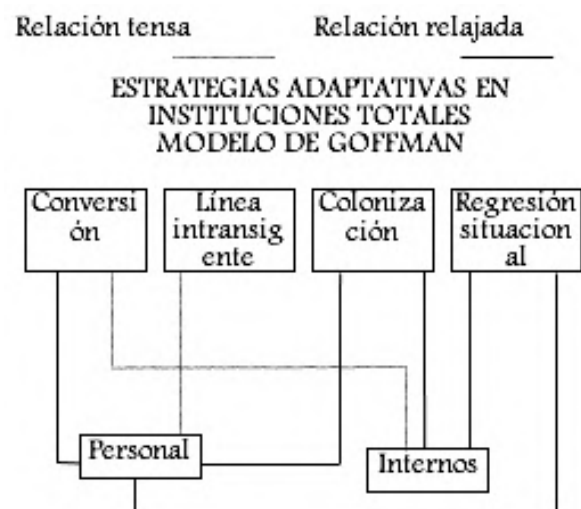 Relación tensa Relación relajada
ESTRATEGIAS ADAPTATIVAS EN
INSTITUCIONES TOTALES
MODELO DE GOFFMAN
Conversi
ón
Línea
intransig
ente
Coloniza
ción
Regresión
situacion
al
Personal
Internos